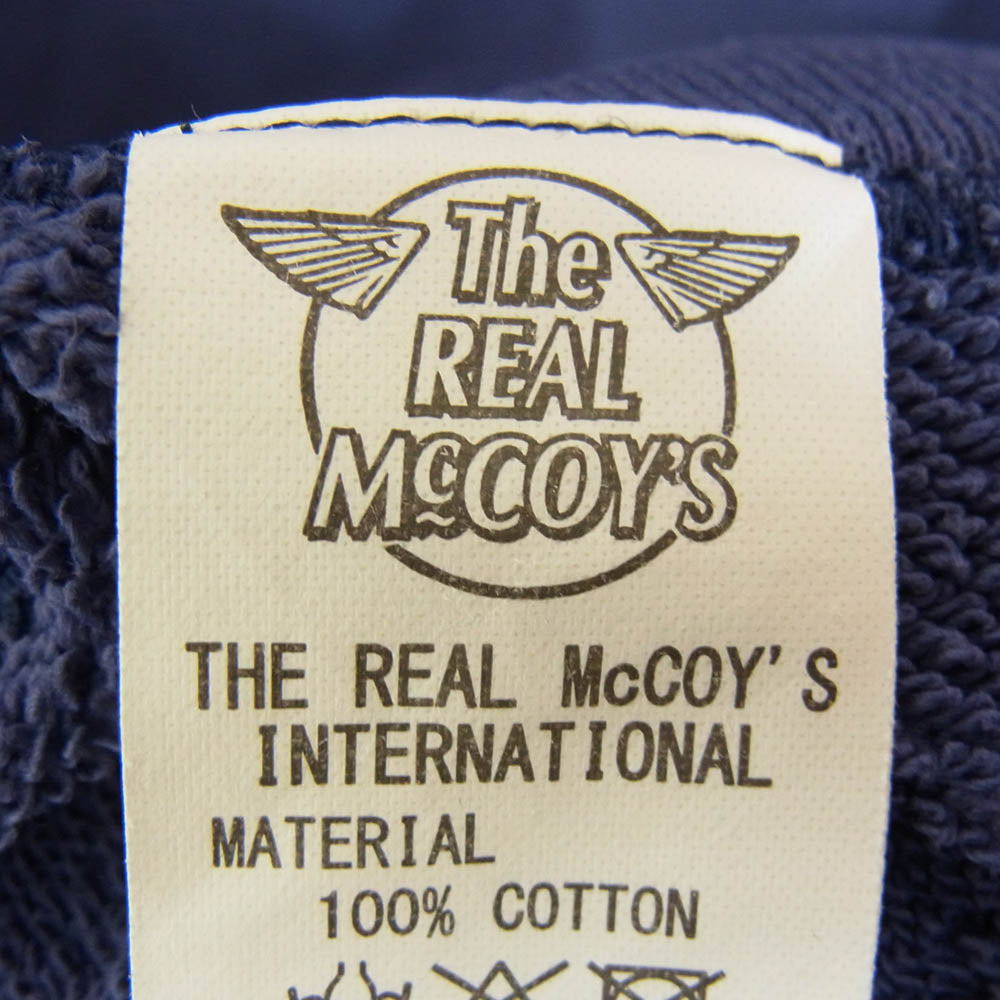 The
REAL
McCOY'S
THE REAL McCOY'S
INTERNATIONAL
MATERIAL
100% COTTON